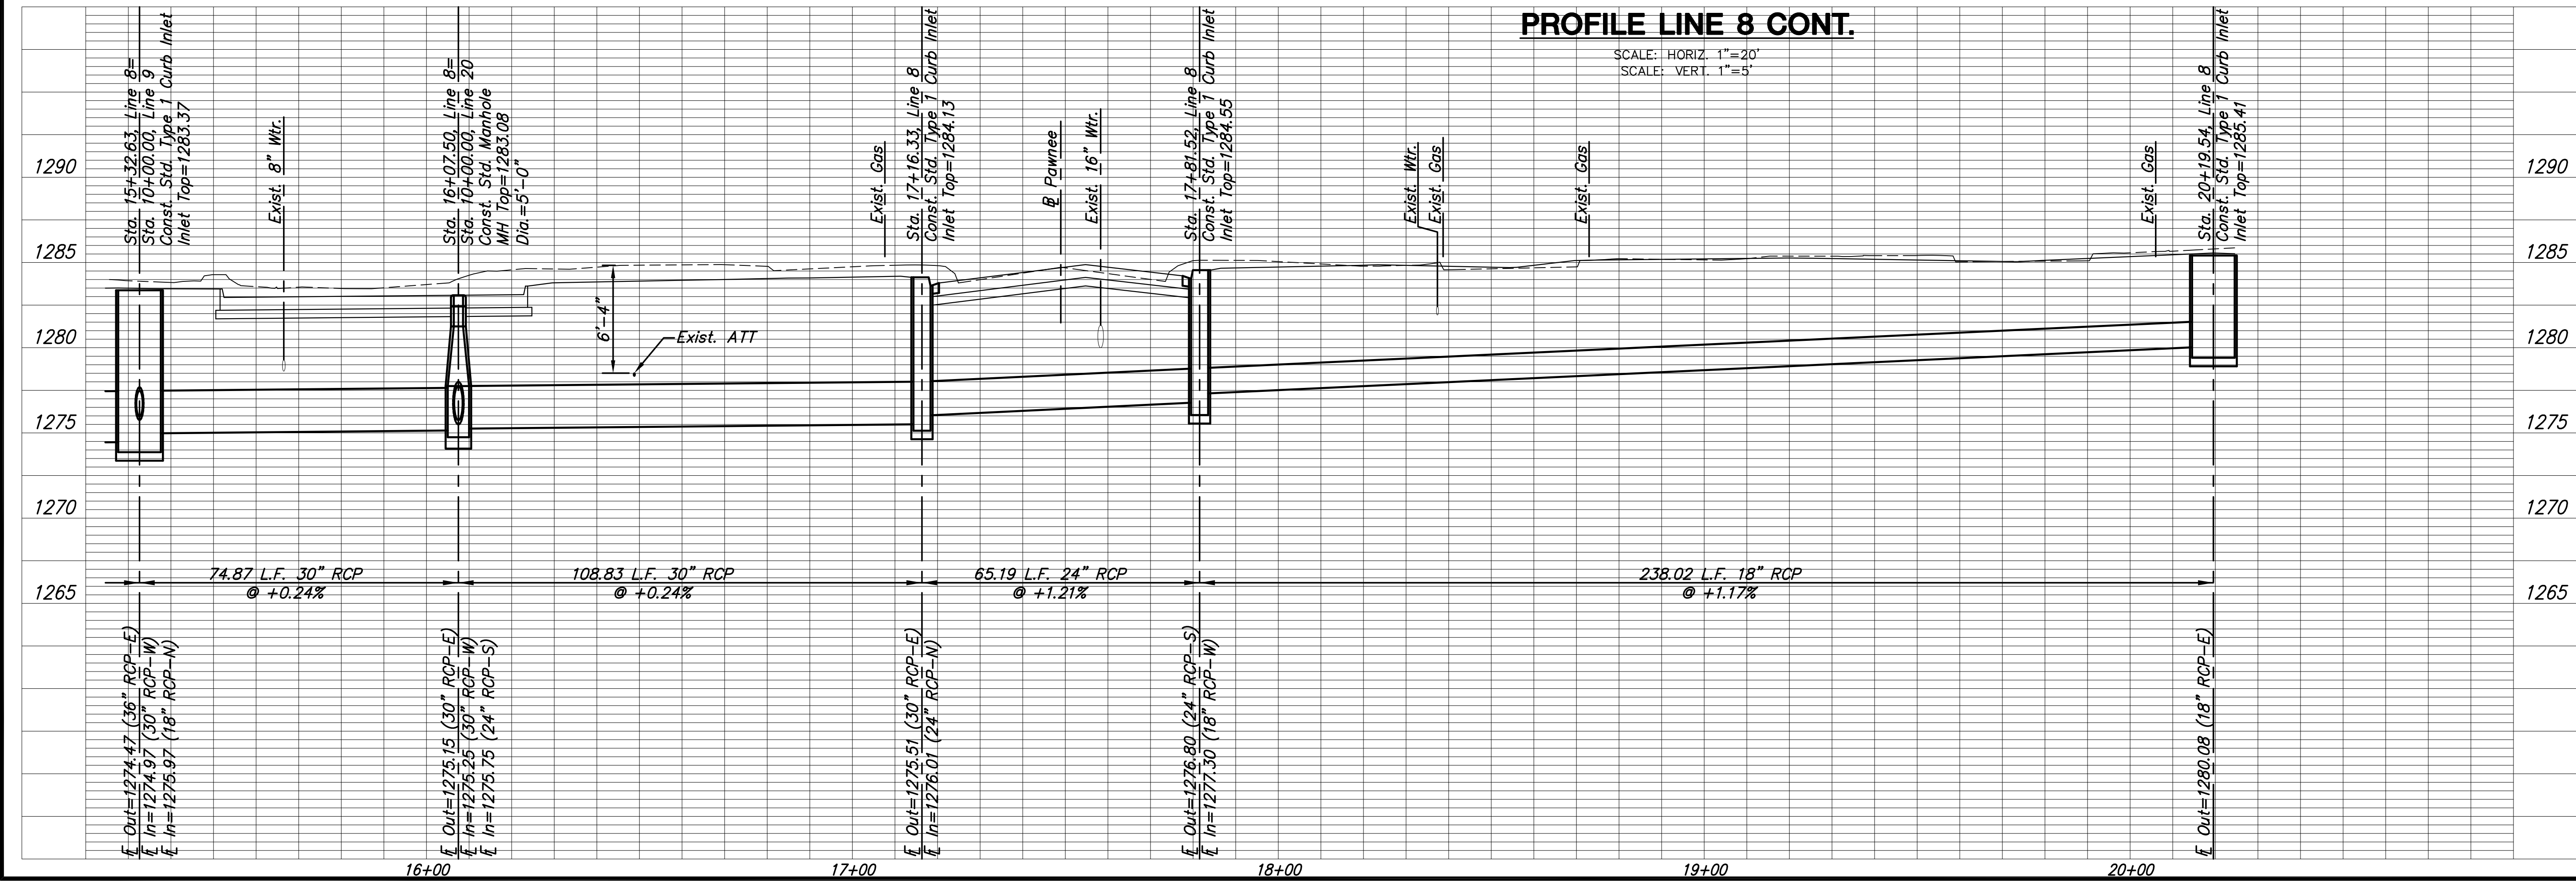 PROFILE LINE 8 CONT.
SCALE: HORIZ. 1"=20'
SCALE: VERT. 1"=5'
Sta. 15+32.63, Line 8=
Sta. 10+00.00, Line 9
Const. Std. Type 1 Curb Inlet
Inlet Top=1283.37
Exist. 8" Wtr.
Sta. 16+07.50, Line 8=
Sta. 10+00.00, Line 20
Const. Std. Manhole
MH Top=1283.08
Dia.=5'-0"
Exist. Gas
Sta. 17+16.33, Line 8
Const. Std. Type 1 Curb Inlet
Inlet Top=1284.13
℄ Pawnee
Exist. 16" Wtr.
Sta. 17+81.52, Line 8
Const. Std. Type 1 Curb Inlet
Inlet Top=1284.55
Exist. Wtr.
Exist. Gas
Exist. Gas
Exist. Gas
Sta. 20+19.54, Line 8
Const. Std. Type 1 Curb Inlet
Inlet Top=1285.41
1290 1290
1285 1285
1280 1280
1275 1275
1270 1270
1265 1265
6'-4"
Exist. ATT
74.87 L.F. 30" RCP
@ +0.24%
108.83 L.F. 30" RCP
@ +0.24%
65.19 L.F. 24" RCP
@ +1.21%
238.02 L.F. 18" RCP
@ +1.17%
FL Out=1274.47 (36" RCP-E)
FL In=1274.97 (30" RCP-W)
FL In=1275.97 (18" RCP-N)
FL Out=1275.15 (30" RCP-E)
FL In=1275.25 (30" RCP-W)
FL In=1275.75 (24" RCP-S)
FL Out=1275.51 (30" RCP-E)
FL In=1276.01 (24" RCP-N)
FL Out=1276.80 (24" RCP-S)
FL In=1277.30 (18" RCP-W)
FL Out=1280.08 (18" RCP-E)
16+00 17+00 18+00 19+00 20+00